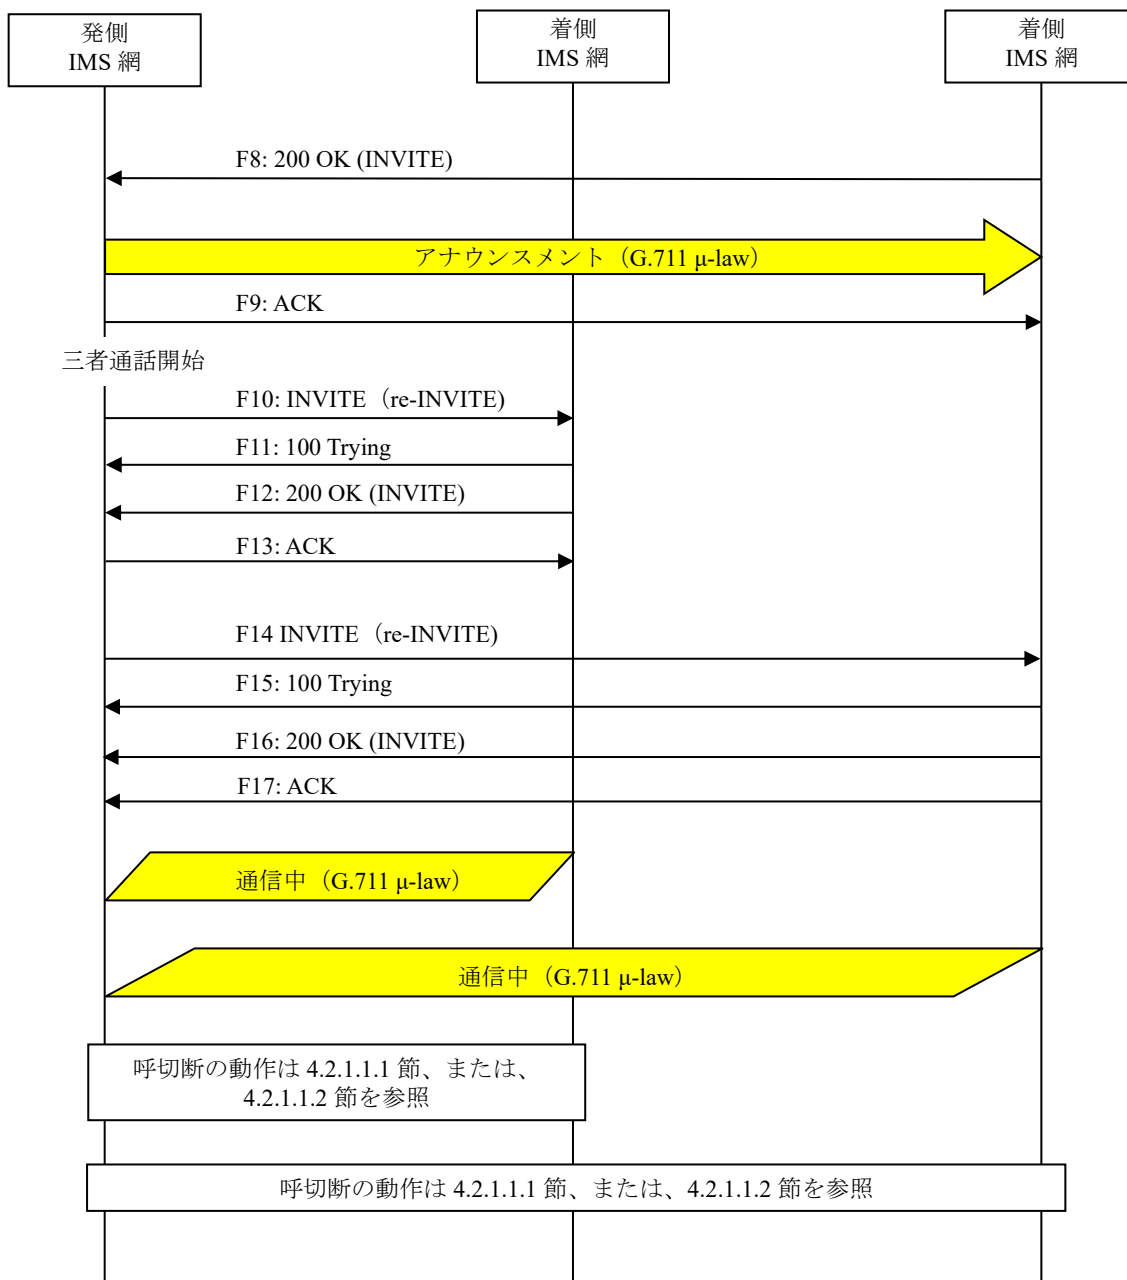 発側
IMS 網
着側
IMS 網
着側
IMS 網
F8: 200 OK (INVITE)
アナウンスメント（G.711 μ-law）
F9: ACK
三者通話開始
F10: INVITE（re-INVITE)
F11: 100 Trying
F12: 200 OK (INVITE)
F13: ACK
F14 INVITE（re-INVITE)
F15: 100 Trying
F16: 200 OK (INVITE)
F17: ACK
通信中（G.711 μ-law）
通信中（G.711 μ-law）
呼切断の動作は 4.2.1.1.1 節、または、
4.2.1.1.2 節を参照
呼切断の動作は 4.2.1.1.1 節、または、4.2.1.1.2 節を参照